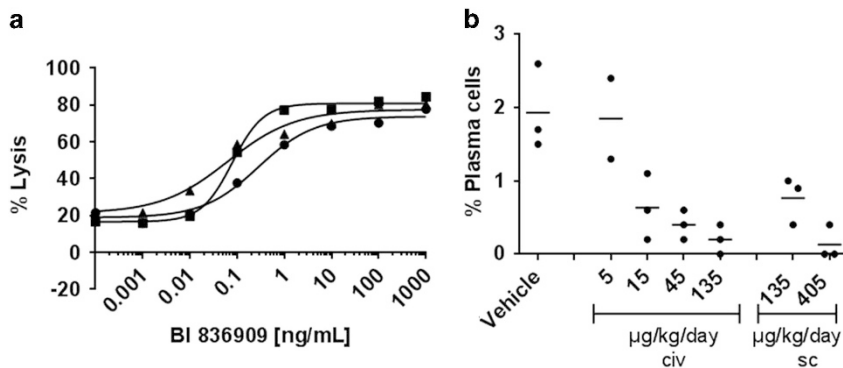 a
100
80
60
40
20
0
-20
% Lysis
0.001 0.01 0.1 1 10 100 1000
BI 836909 [ng/mL]
b
3
2
1
0
% Plasma cells
Vehicle 5 15 45 135 135 405
µg/kg/day µg/kg/day
civ sc